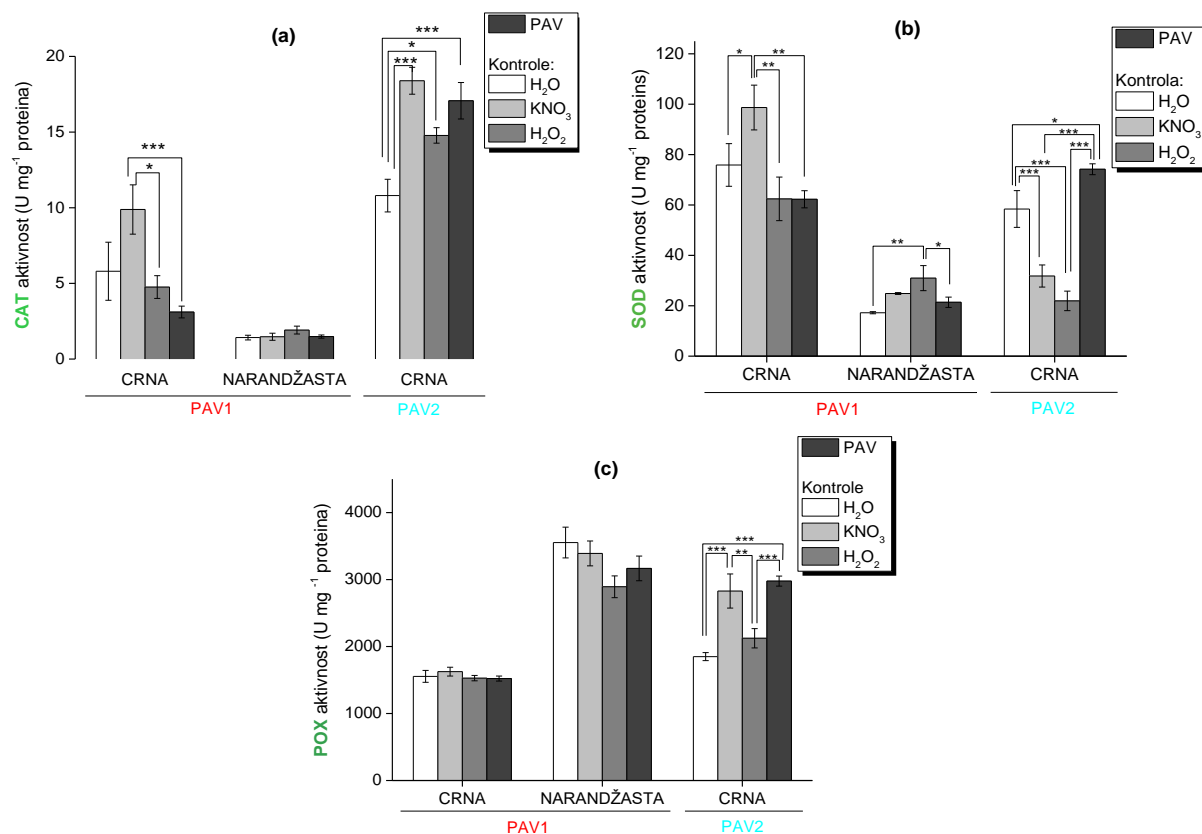 (a)
CAT aktivnost (U mg⁻¹ proteina)
20
15
10
5
0
***
*
***
*
***
CRNA
NARANDŽASTA
CRNA
PAV1
PAV2
PAV
Kontrole:
H₂O
KNO₃
H₂O₂
(b)
SOD aktivnost (U mg⁻¹ proteins)
120
100
80
60
40
20
0
*
**
**
**
*
*
***
***
***
***
CRNA
NARANDŽASTA
CRNA
PAV1
PAV2
PAV
Kontrola:
H₂O
KNO₃
H₂O₂
(c)
POX aktivnost (U mg ⁻¹ proteina)
4000
3000
2000
1000
0
***
***
**
***
CRNA
NARANDŽASTA
CRNA
PAV1
PAV2
PAV
Kontrole
H₂O
KNO₃
H₂O₂